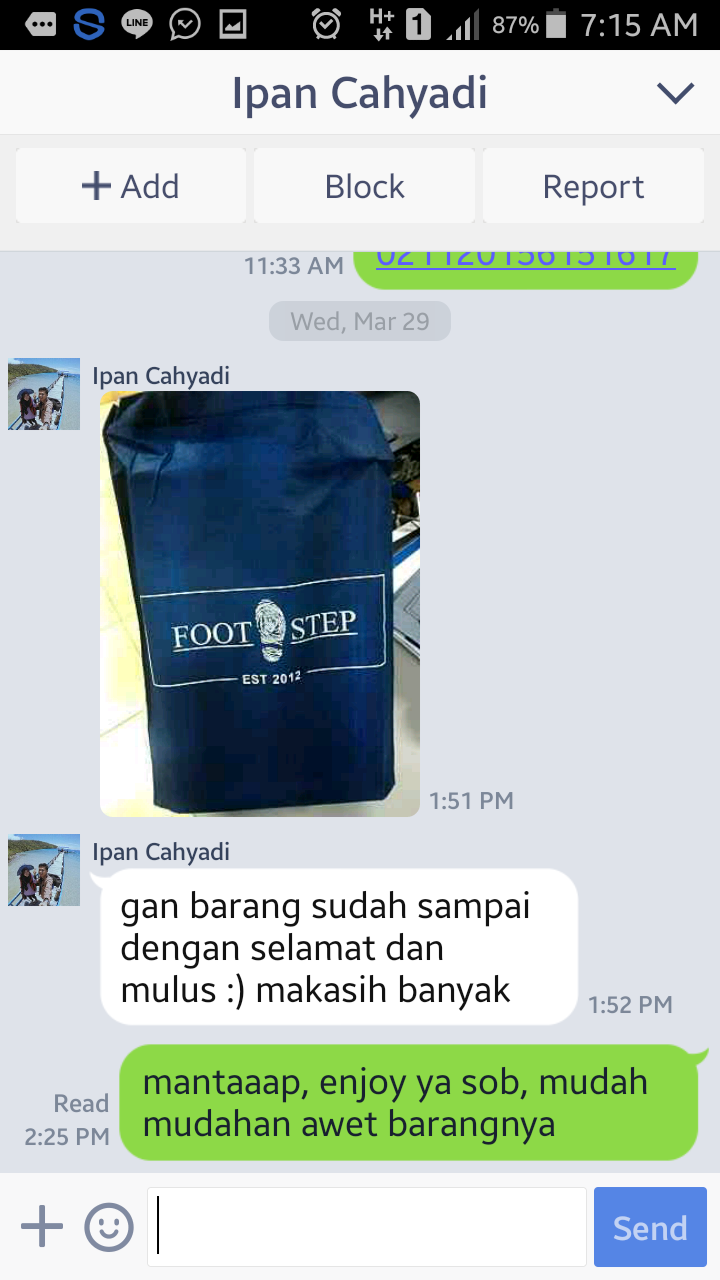 LINE
H+
1
87%
7:15 AM
Ipan Cahyadi
+ Add
Block
Report
11:33 AM
021120156151617
Wed, Mar 29
Ipan Cahyadi
FOOT STEP
EST 2012
1:51 PM
Ipan Cahyadi
gan barang sudah sampai
dengan selamat dan
mulus :) makasih banyak
1:52 PM
mantaaap, enjoy ya sob, mudah
mudahan awet barangnya
Read
2:25 PM
Send